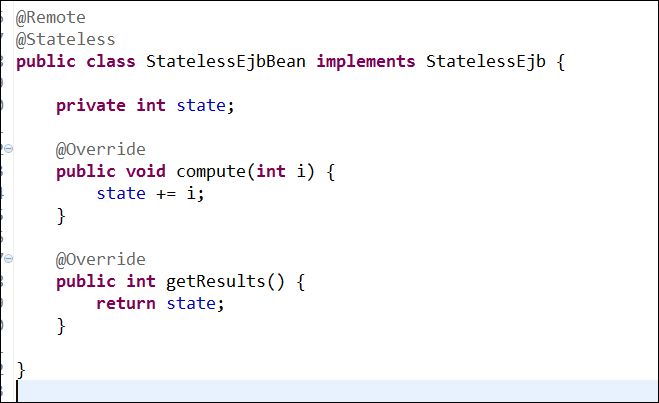 @Remote
@Stateless
public class StatelessEjbBean implements StatelessEjb {
private int state;
@Override
public void compute(int i) {
state += i;
}
@Override
public int getResults() {
return state;
}
}